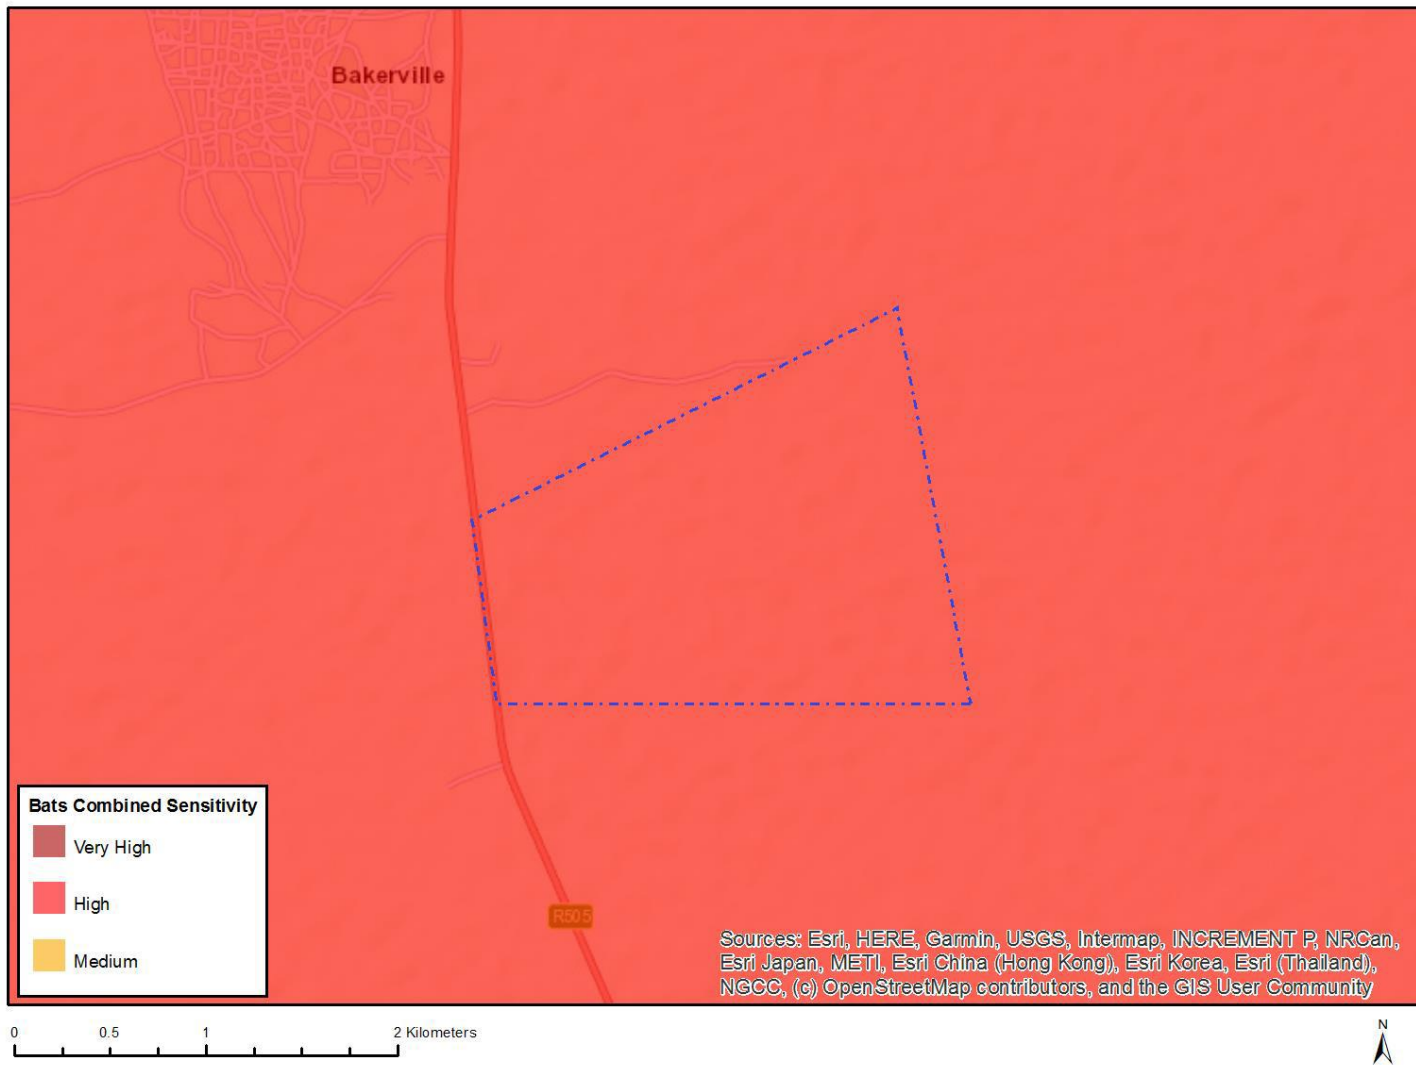 Bakerville
R505
Bats Combined Sensitivity
Very High
High
Medium
Sources: Esri, HERE, Garmin, USGS, Intermap, INCREMENT P, NRCan,
Esri Japan, METI, Esri China (Hong Kong), Esri Korea, Esri (Thailand),
NGCC, (c) OpenStreetMap contributors, and the GIS User Community
0 0.5 1 2 Kilometers
N